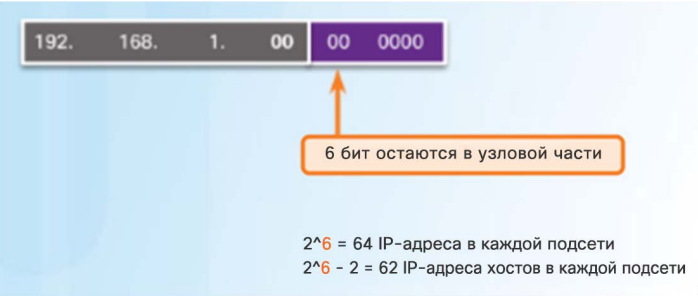 192. 168. 1. 00 00 0000
6 бит остаются в узловой части
2^6 = 64 IP-адреса в каждой подсети
2^6 - 2 = 62 IP-адреса хостов в каждой подсети